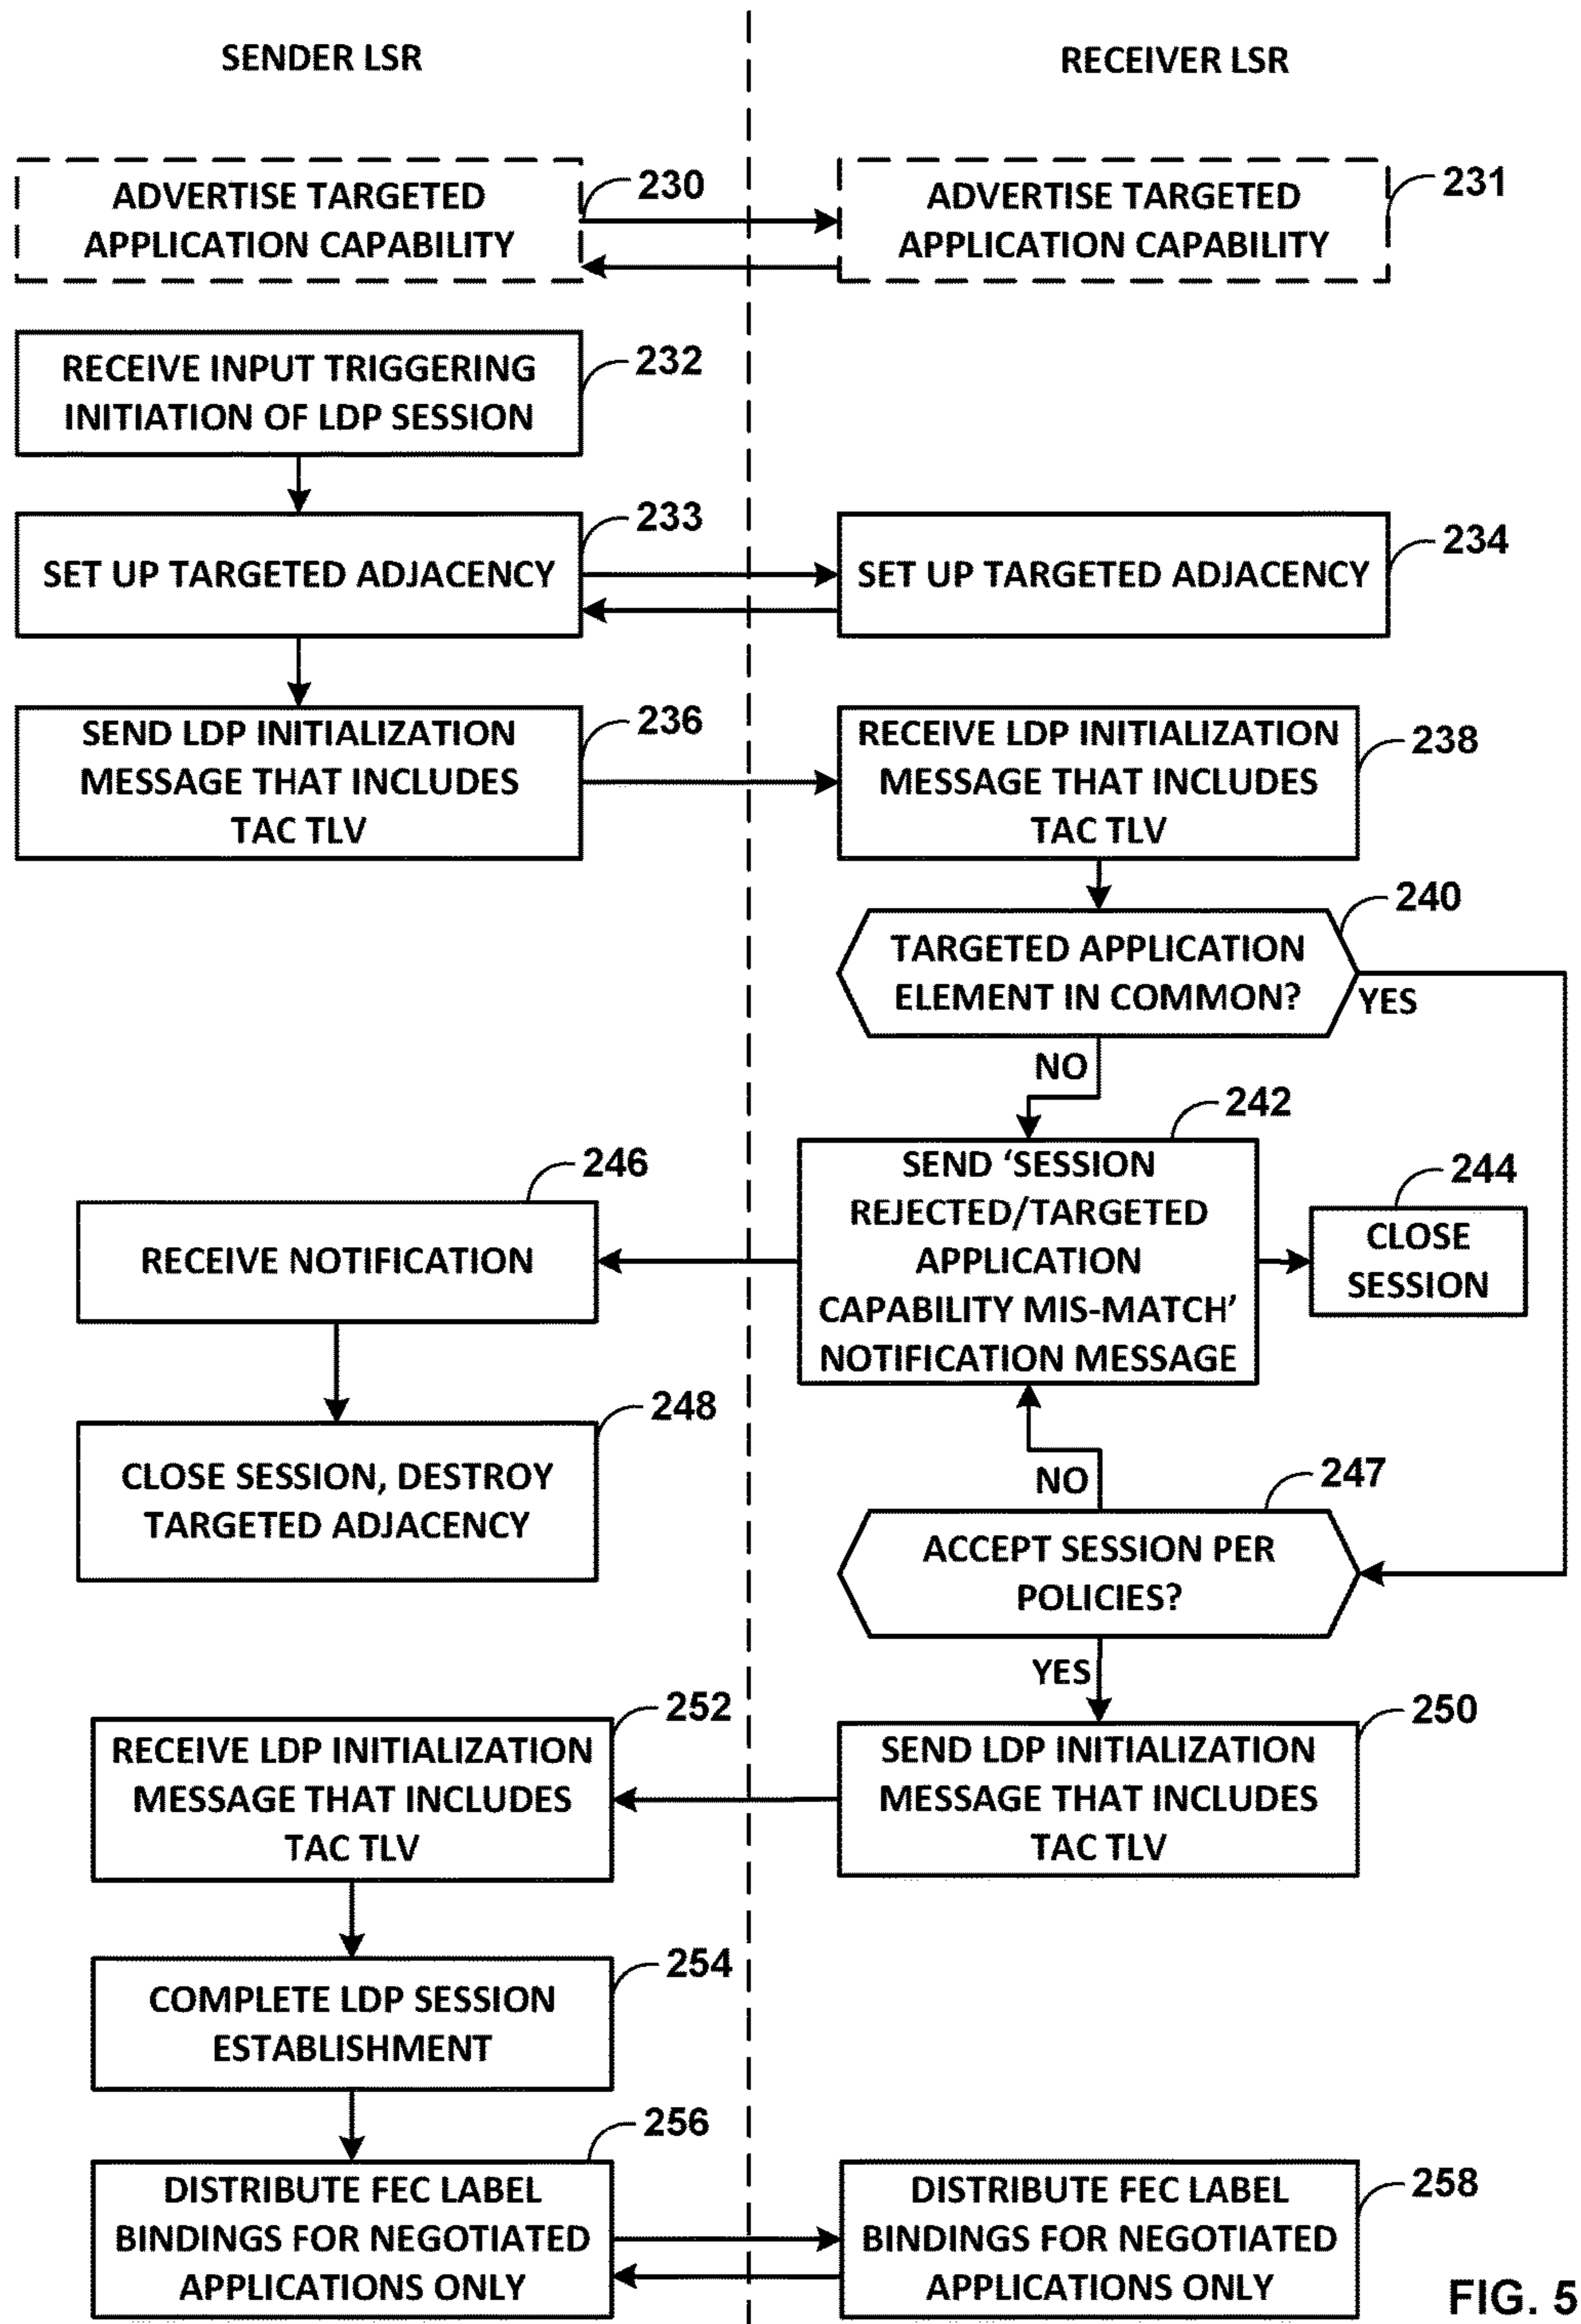 SENDER LSR
RECEIVER LSR
ADVERTISE TARGETED
APPLICATION CAPABILITY
230
ADVERTISE TARGETED
APPLICATION CAPABILITY
231
RECEIVE INPUT TRIGGERING
INITIATION OF LDP SESSION
232
SET UP TARGETED ADJACENCY
233
SET UP TARGETED ADJACENCY
234
SEND LDP INITIALIZATION
MESSAGE THAT INCLUDES
TAC TLV
236
RECEIVE LDP INITIALIZATION
MESSAGE THAT INCLUDES
TAC TLV
238
TARGETED APPLICATION
ELEMENT IN COMMON?
240
YES
NO
SEND ‘SESSION
REJECTED/TARGETED
APPLICATION
CAPABILITY MIS-MATCH’
NOTIFICATION MESSAGE
242
CLOSE
SESSION
244
RECEIVE NOTIFICATION
246
CLOSE SESSION, DESTROY
TARGETED ADJACENCY
248
NO
ACCEPT SESSION PER
POLICIES?
247
YES
SEND LDP INITIALIZATION
MESSAGE THAT INCLUDES
TAC TLV
250
RECEIVE LDP INITIALIZATION
MESSAGE THAT INCLUDES
TAC TLV
252
COMPLETE LDP SESSION
ESTABLISHMENT
254
DISTRIBUTE FEC LABEL
BINDINGS FOR NEGOTIATED
APPLICATIONS ONLY
256
DISTRIBUTE FEC LABEL
BINDINGS FOR NEGOTIATED
APPLICATIONS ONLY
258
FIG. 5